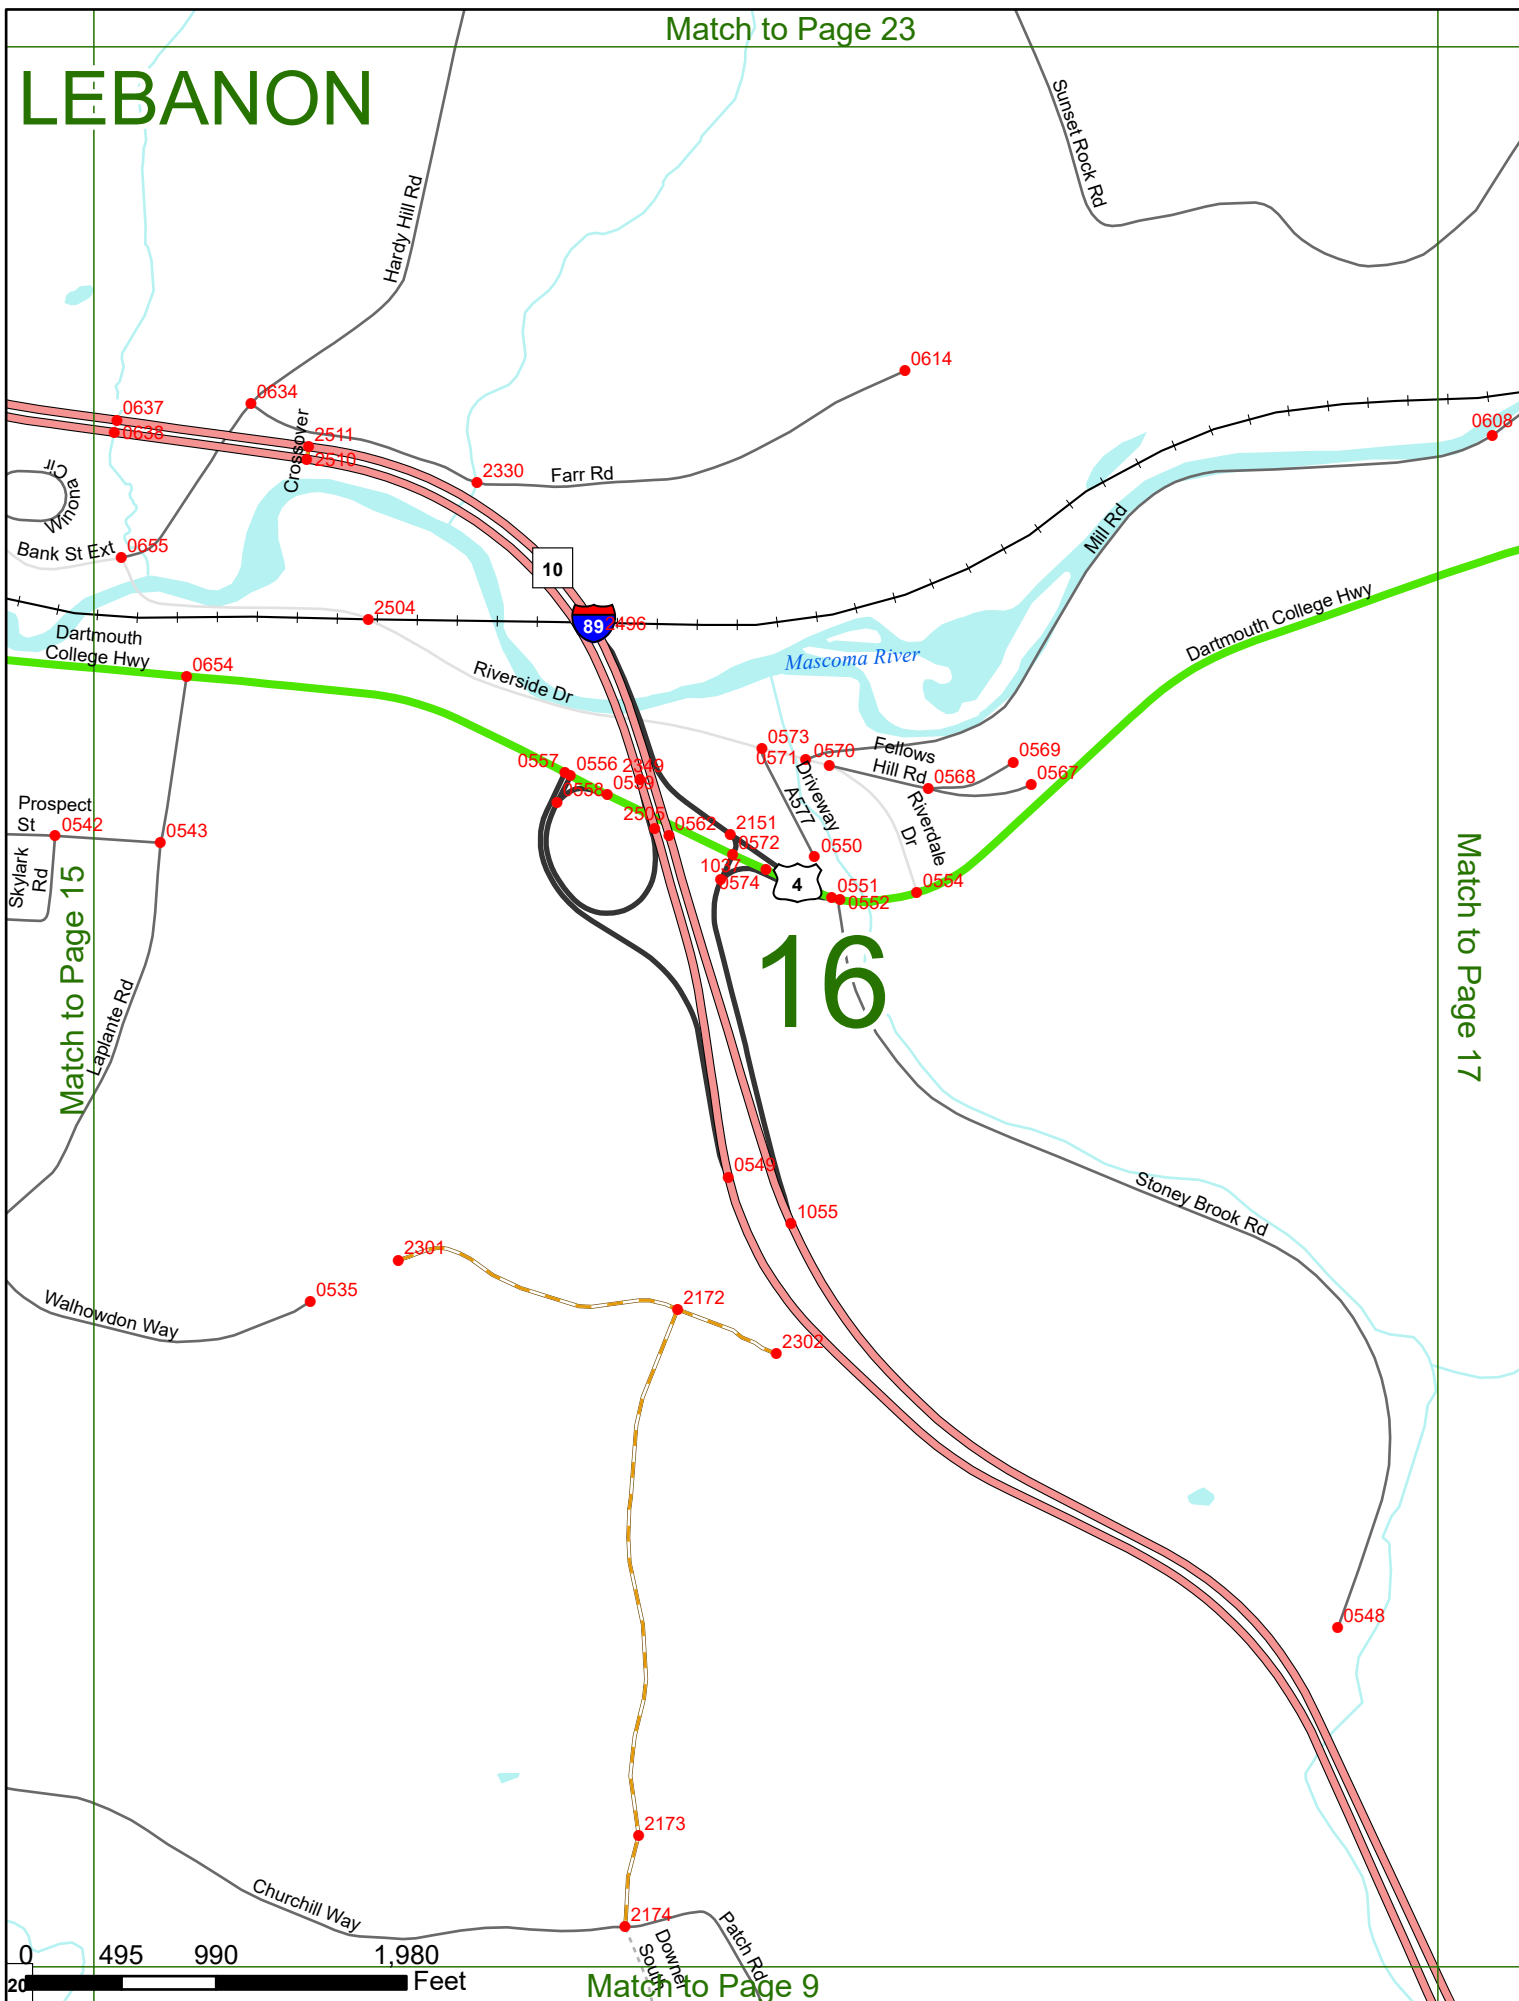 Match to Page 23
LEBANON
Sunset Rock Rd
Hardy Hill Rd
0614
0634
0637
0638
Crossover
2511
2510
0608
2330
Farr Rd
Winona Cir
Mill Rd
Bank St Ext
0655
10
Dartmouth College Hwy
2504
89
2496
Dartmouth
College Hwy
Mascoma River
0654
Riverside Dr
0573
0571
0570
Fellows
Hill Rd
0569
0568
0567
0557
0556
2349
0558
0559
Driveway
A577
Riverdale
Dr
Prospect
St
0542
0543
2505
0562
2151
0572
0550
1037
0574
4
0551
0552
0554
Skylark
Rd
Match to Page 15
Match to Page 17
16
Laplante Rd
0549
1055
Stoney Brook Rd
2301
0535
2172
Walhowdon Way
2302
0548
2173
Churchill Way
2174
Downer
South
Patch Rd
0 495 990 1,980
Feet
20
Match to Page 9